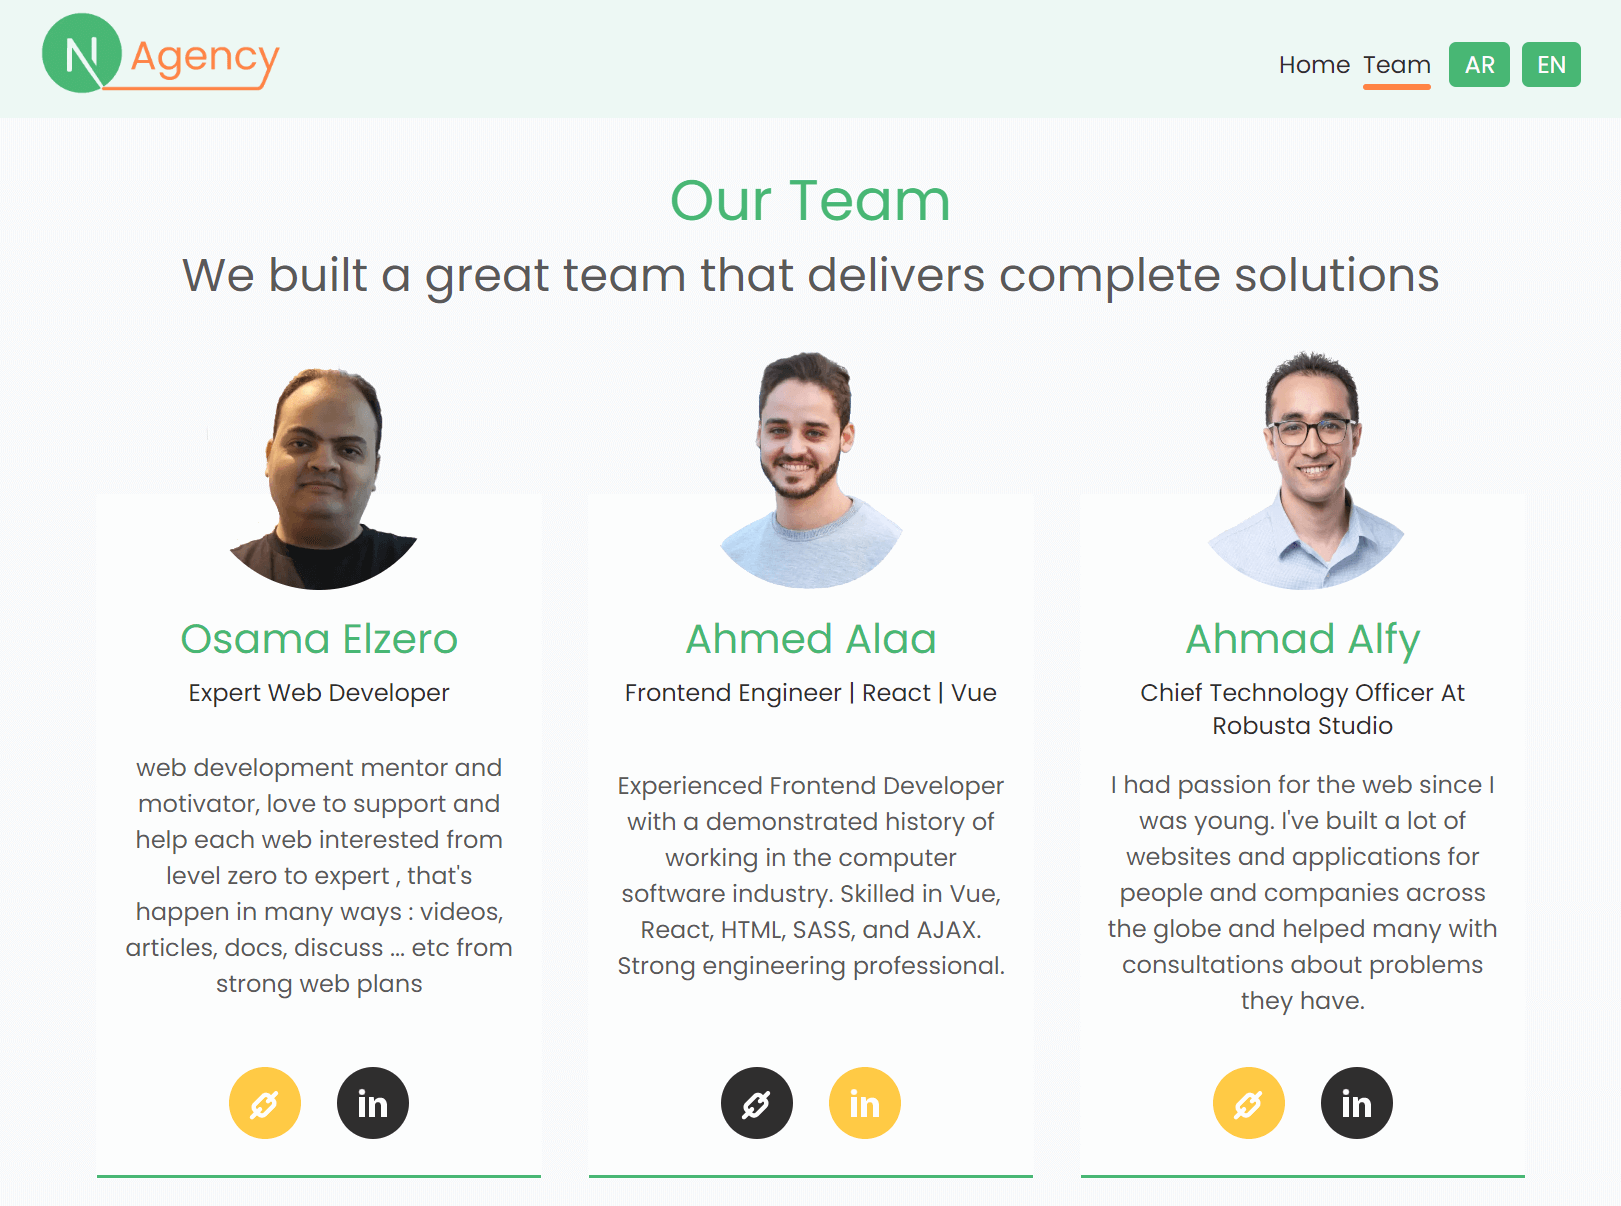 N Agency
Home Team AR EN
Our Team
We built a great team that delivers complete solutions
Osama Elzero
Expert Web Developer
web development mentor and
motivator, love to support and
help each web interested from
level zero to expert , that's
happen in many ways : videos,
articles, docs, discuss ... etc from
strong web plans
in
Ahmed Alaa
Frontend Engineer | React | Vue
Experienced Frontend Developer
with a demonstrated history of
working in the computer
software industry. Skilled in Vue,
React, HTML, SASS, and AJAX.
Strong engineering professional.
in
Ahmad Alfy
Chief Technology Officer At
Robusta Studio
I had passion for the web since I
was young. I've built a lot of
websites and applications for
people and companies across
the globe and helped many with
consultations about problems
they have.
in